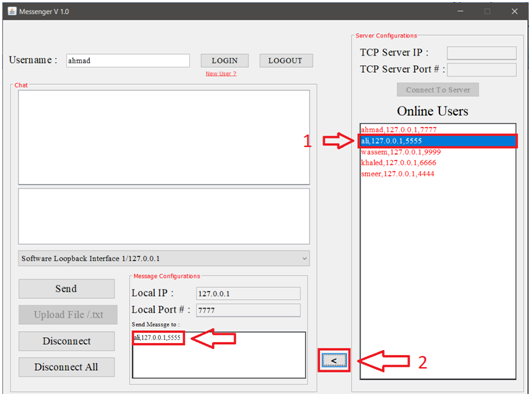 Messenger V 1.0
Username :
ahmad
LOGIN
LOGOUT
New User ?
Chat
Software Loopback Interface 1/127.0.0.1
Send
Upload File /.txt
Disconnect
Disconnect All
Message Configurations
Local IP :
127.0.0.1
Local Port # :
7777
Send Message to :
ali,127.0.0.1,5555
<
2
Server Configurations
TCP Server IP :
TCP Server Port # :
Connect To Server
Online Users
ahmad,127.0.0.1,7777
1
ali,127.0.0.1,5555
wassem,127.0.0.1,9999
khaled,127.0.0.1,6666
smeer,127.0.0.1,4444